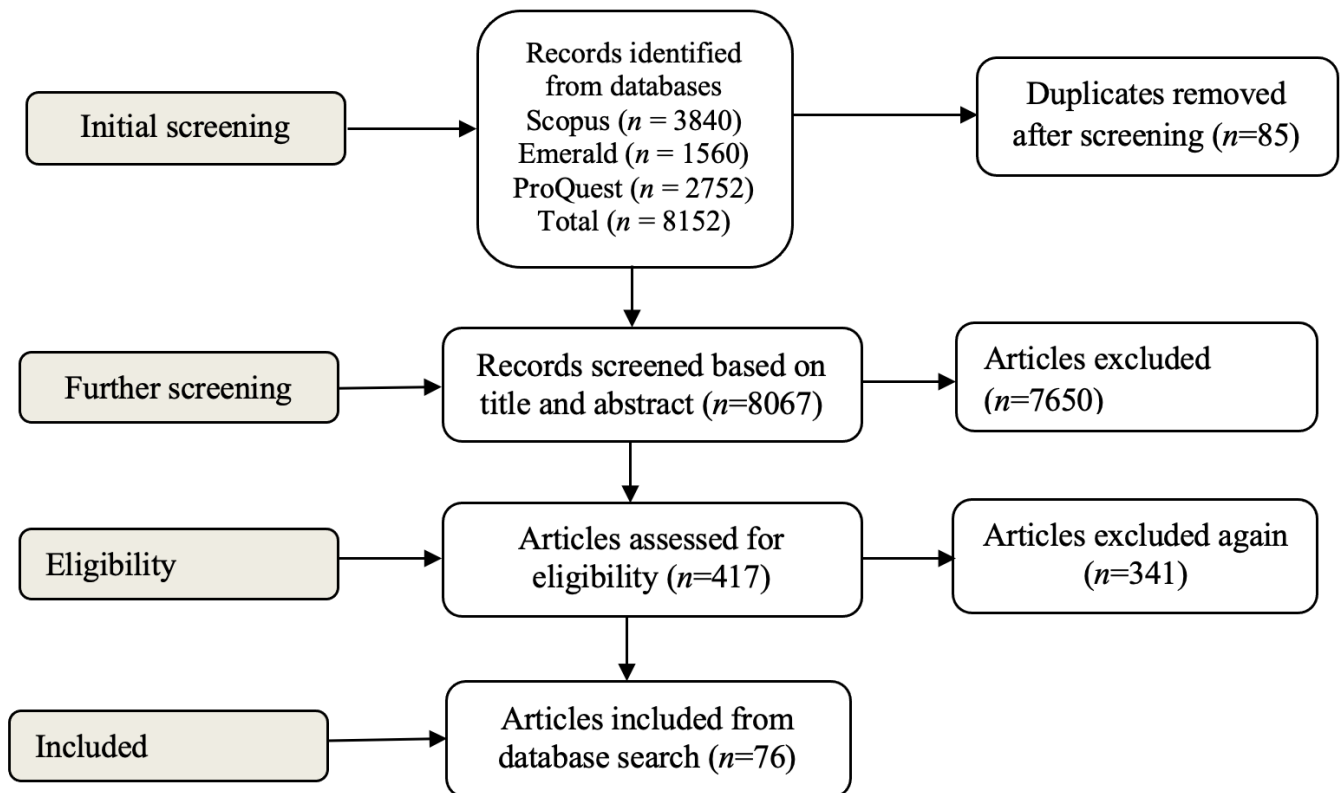 Initial screening
Records identified
from databases
Scopus (n = 3840)
Emerald (n = 1560)
ProQuest (n = 2752)
Total (n = 8152)
Duplicates removed
after screening (n=85)
Further screening
Records screened based on
title and abstract (n=8067)
Articles excluded
(n=7650)
Eligibility
Articles assessed for
eligibility (n=417)
Articles excluded again
(n=341)
Included
Articles included from
database search (n=76)